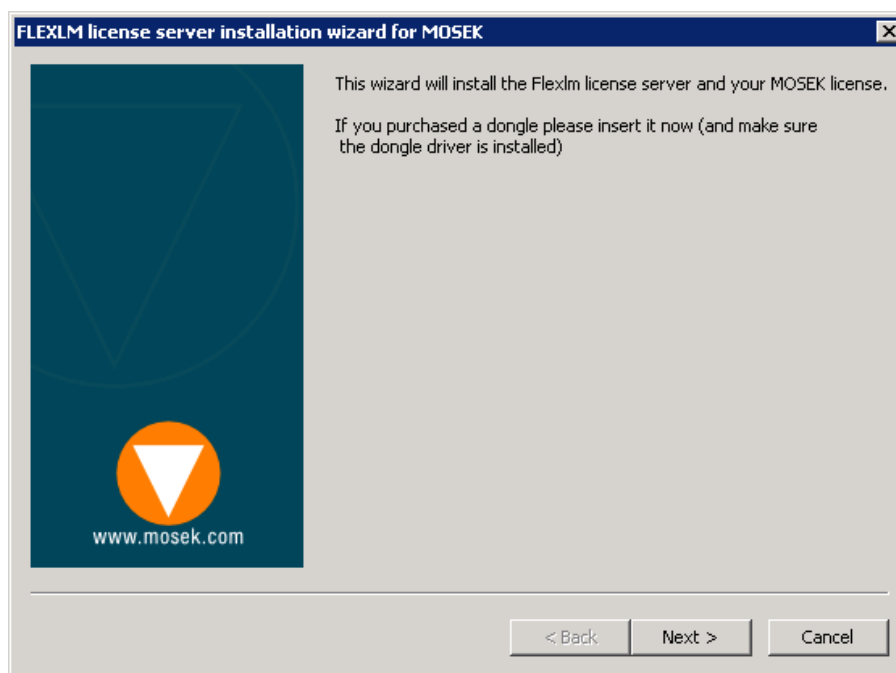 FLEXLM license server installation wizard for MOSEK
This wizard will install the Flexlm license server and your MOSEK license.
If you purchased a dongle please insert it now (and make sure
the dongle driver is installed)
www.mosek.com
< Back
Next >
Cancel